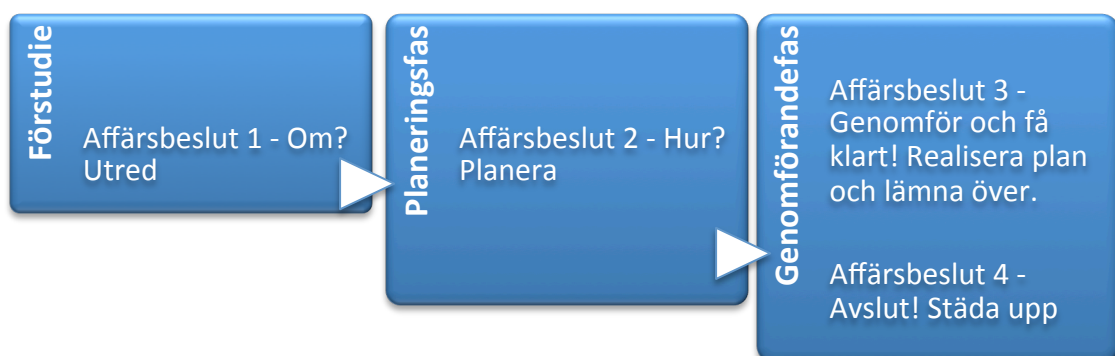 Förstudie
Affärsbeslut 1 - Om?
Utred
Planeringsfas
Affärsbeslut 2 - Hur?
Planera
Genomförandefas
Affärsbeslut 3 -
Genomför och få
klart! Realisera plan
och lämna över.
Affärsbeslut 4 -
Avslut! Städa upp